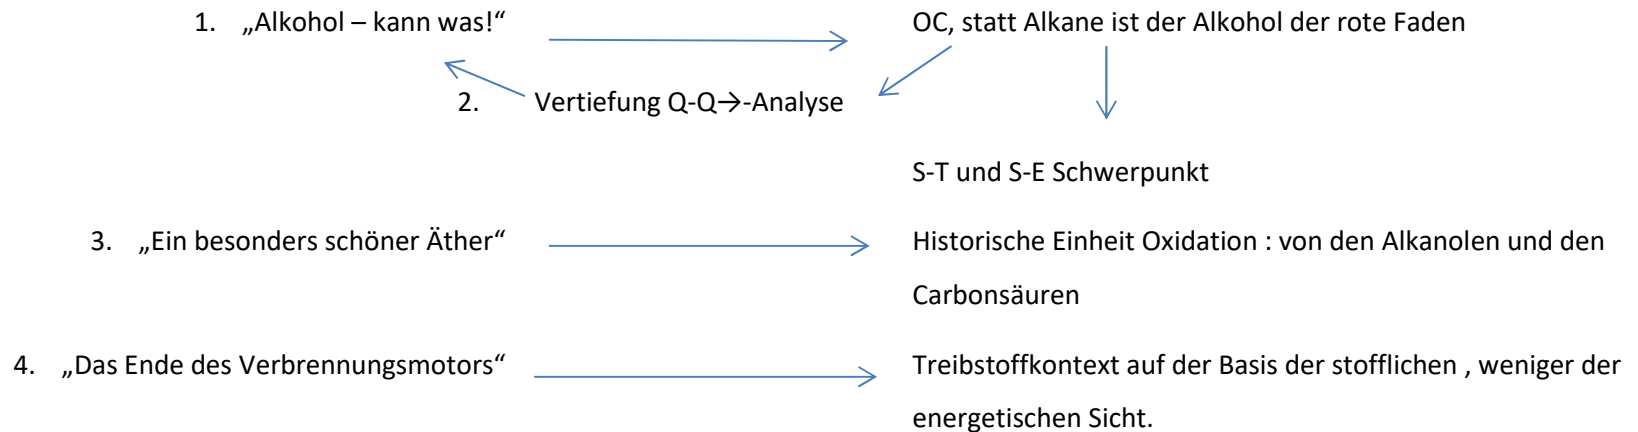 1. „Alkohol – kann was!“ OC, statt Alkane ist der Alkohol der rote Faden
2. Vertiefung Q-Q→-Analyse
S-T und S-E Schwerpunkt
3. „Ein besonders schöner Äther“ Historische Einheit Oxidation : von den Alkanolen und den
Carbonsäuren
4. „Das Ende des Verbrennungsmotors“ Treibstoffkontext auf der Basis der stofflichen , weniger der
energetischen Sicht.